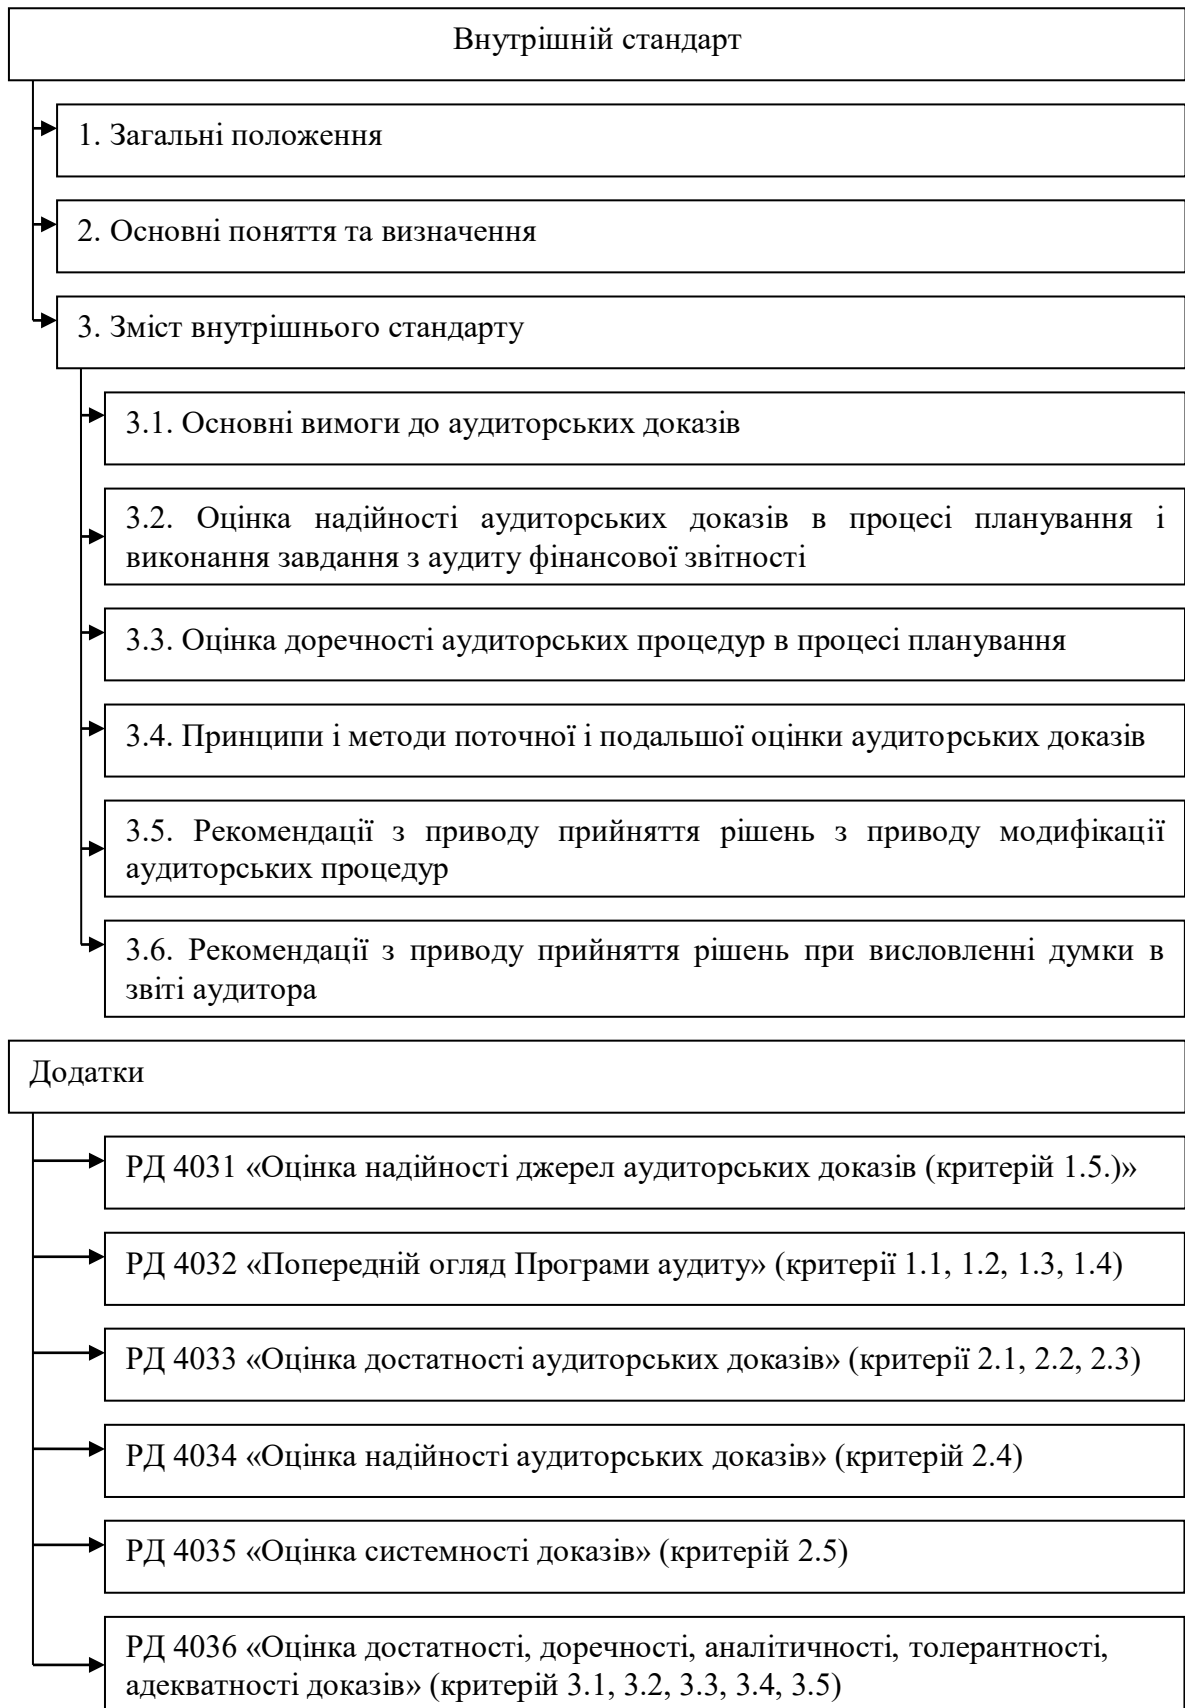 Внутрішній стандарт
1. Загальні положення
2. Основні поняття та визначення
3. Зміст внутрішнього стандарту
3.1. Основні вимоги до аудиторських доказів
3.2. Оцінка надійності аудиторських доказів в процесі планування і
виконання завдання з аудиту фінансової звітності
3.3. Оцінка доречності аудиторських процедур в процесі планування
3.4. Принципи і методи поточної і подальшої оцінки аудиторських доказів
3.5. Рекомендації з приводу прийняття рішень з приводу модифікації
аудиторських процедур
3.6. Рекомендації з приводу прийняття рішень при висловленні думки в
звіті аудитора
Додатки
РД 4031 «Оцінка надійності джерел аудиторських доказів (критерій 1.5.)»
РД 4032 «Попередній огляд Програми аудиту» (критерії 1.1, 1.2, 1.3, 1.4)
РД 4033 «Оцінка достатності аудиторських доказів» (критерії 2.1, 2.2, 2.3)
РД 4034 «Оцінка надійності аудиторських доказів» (критерій 2.4)
РД 4035 «Оцінка системності доказів» (критерій 2.5)
РД 4036 «Оцінка достатності, доречності, аналітичності, толерантності,
адекватності доказів» (критерій 3.1, 3.2, 3.3, 3.4, 3.5)